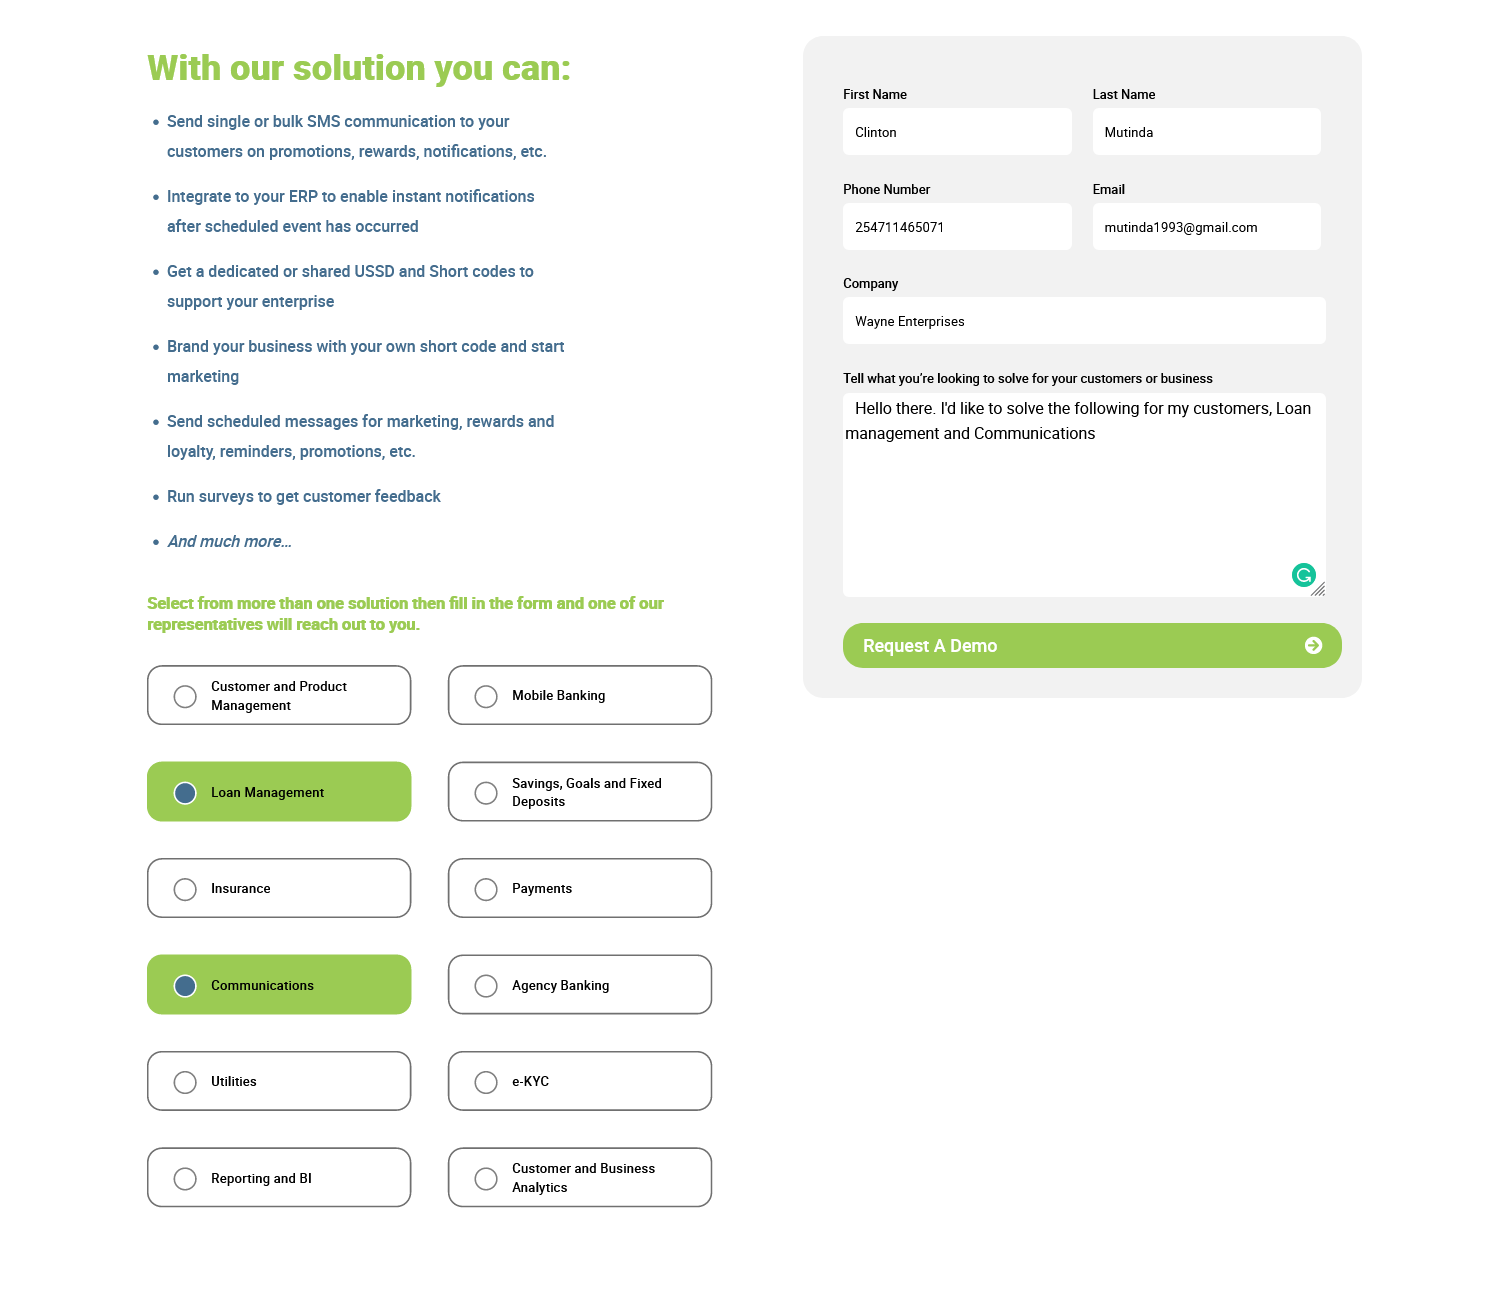 With our solution you can:
Send single or bulk SMS communication to your
customers on promotions, rewards, notifications, etc.
Integrate to your ERP to enable instant notifications
after scheduled event has occurred
Get a dedicated or shared USSD and Short codes to
support your enterprise
Brand your business with your own short code and start
marketing
Send scheduled messages for marketing, rewards and
loyalty, reminders, promotions, etc.
Run surveys to get customer feedback
And much more...
Select from more than one solution then fill in the form and one of our
representatives will reach out to you.
Customer and Product
Management
Mobile Banking
Loan Management
Savings, Goals and Fixed
Deposits
Insurance
Payments
Communications
Agency Banking
Utilities
e-KYC
Reporting and BI
Customer and Business
Analytics
First Name
Last Name
Clinton
Mutinda
Phone Number
Email
254711465071
mutinda1993@gmail.com
Company
Wayne Enterprises
Tell what you're looking to solve for your customers or business
Hello there. I'd like to solve the following for my customers, Loan
management and Communications
Request A Demo